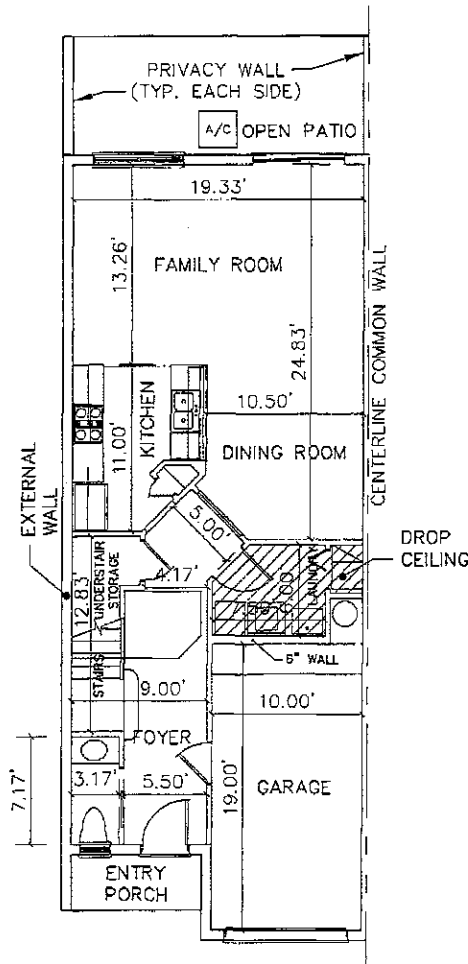 PRIVACY WALL
(TYP. EACH SIDE)
A/C
OPEN PATIO
19.33'
13.26'
FAMILY ROOM
24.83'
CENTERLINE COMMON WALL
KITCHEN
11.00'
10.50'
DINING ROOM
EXTERNAL
WALL
5.00'
DROP
CEILING
12.83'
UNDERSTAIR
STORAGE
4.17'
LAUNDRY
6" WALL
STAIRS
9.00'
10.00'
FOYER
7.17'
3.17'
5.50'
19.00'
GARAGE
ENTRY
PORCH